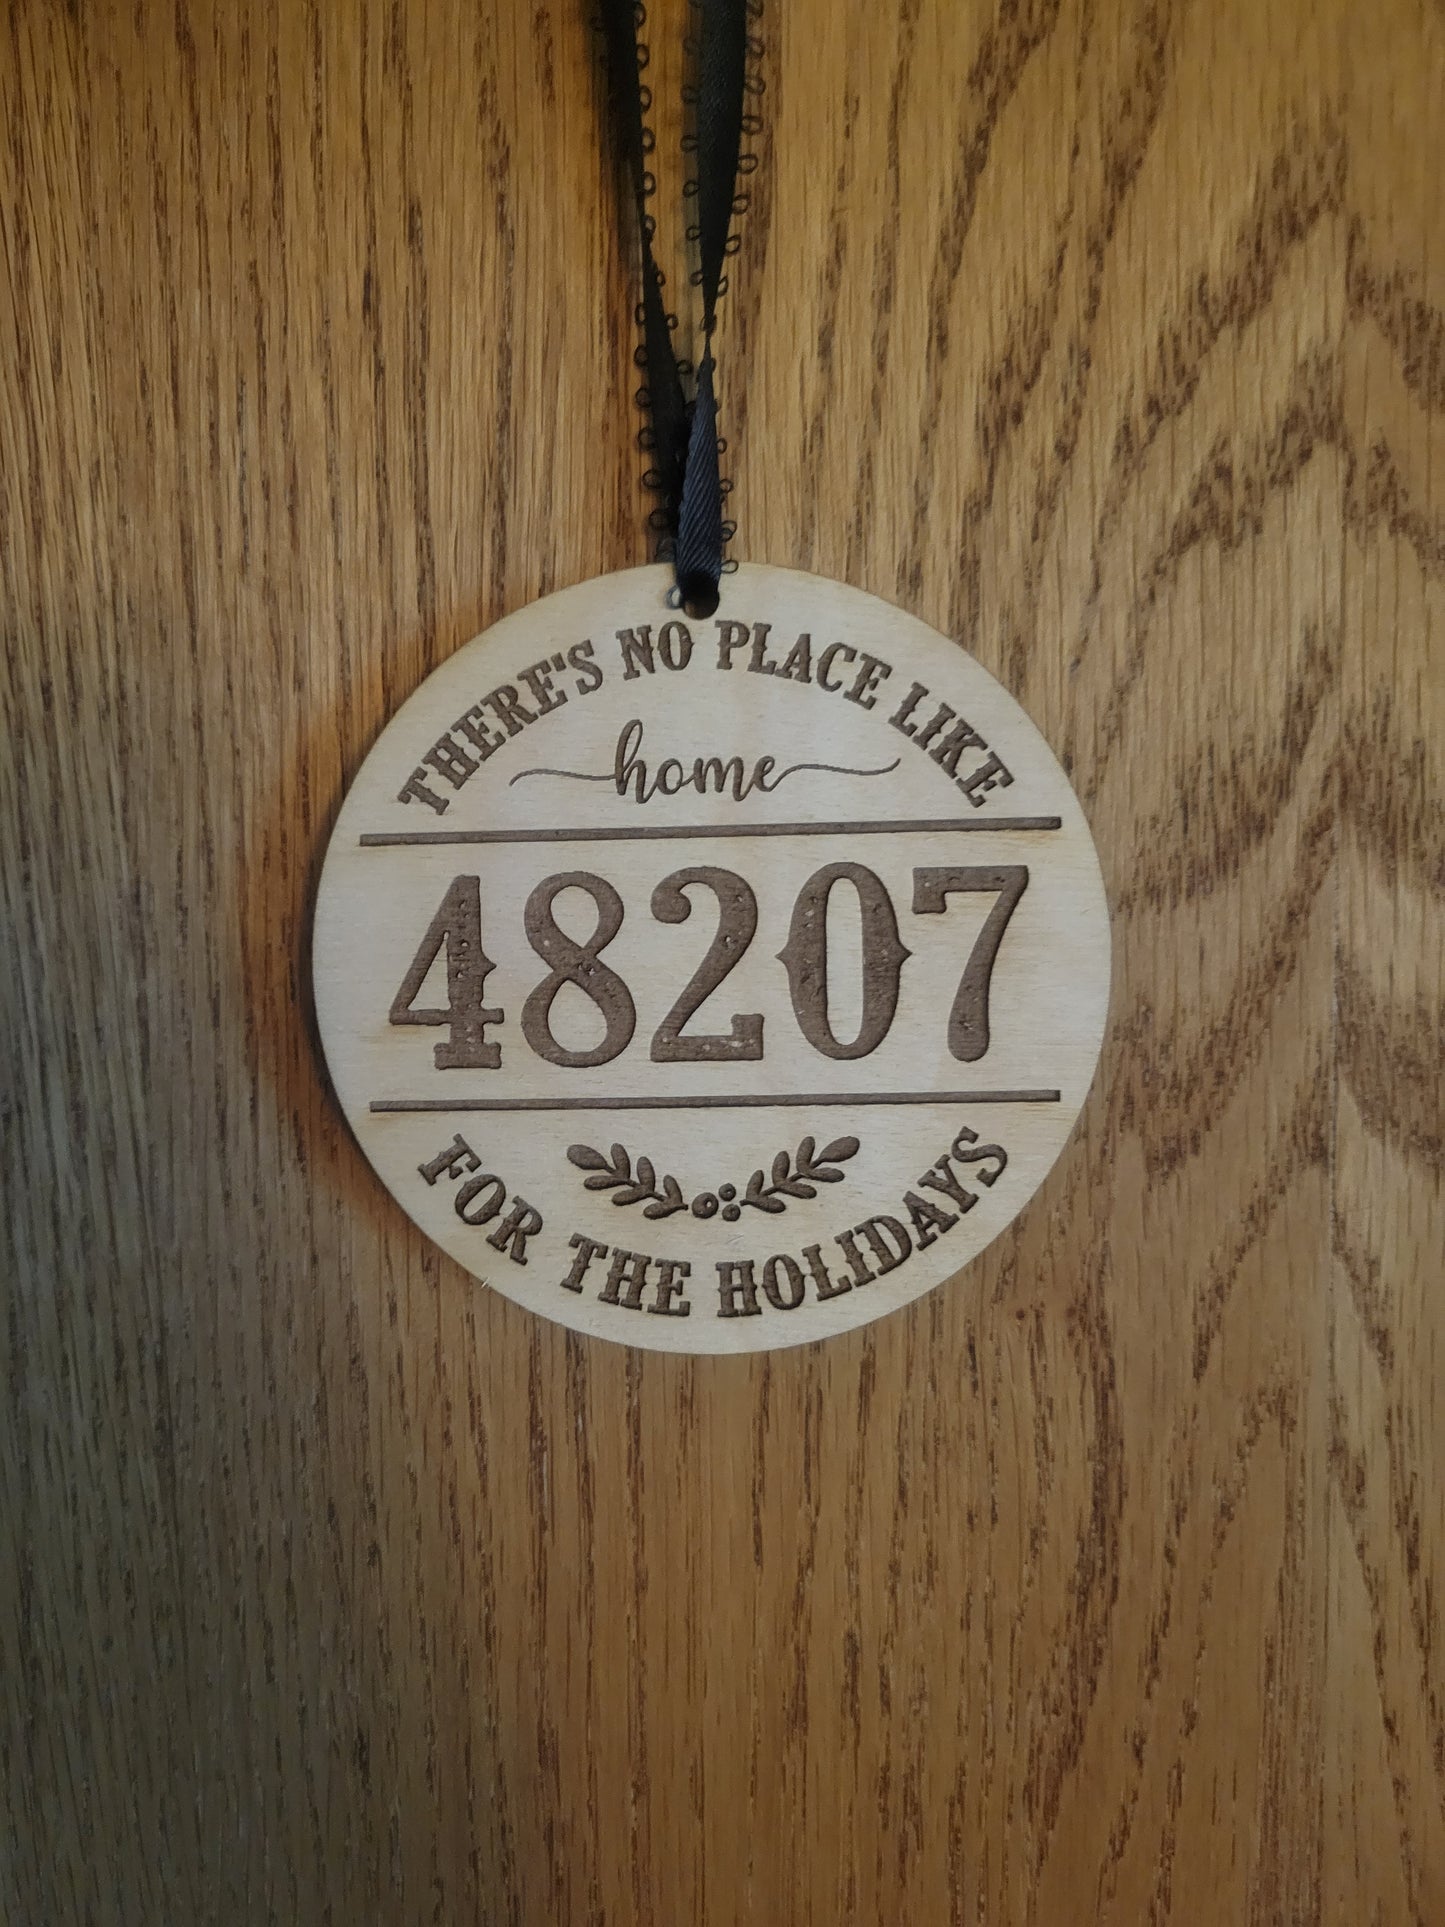 THERE'S NO PLACE LIKE
home
48207
FOR THE HOLIDAYS